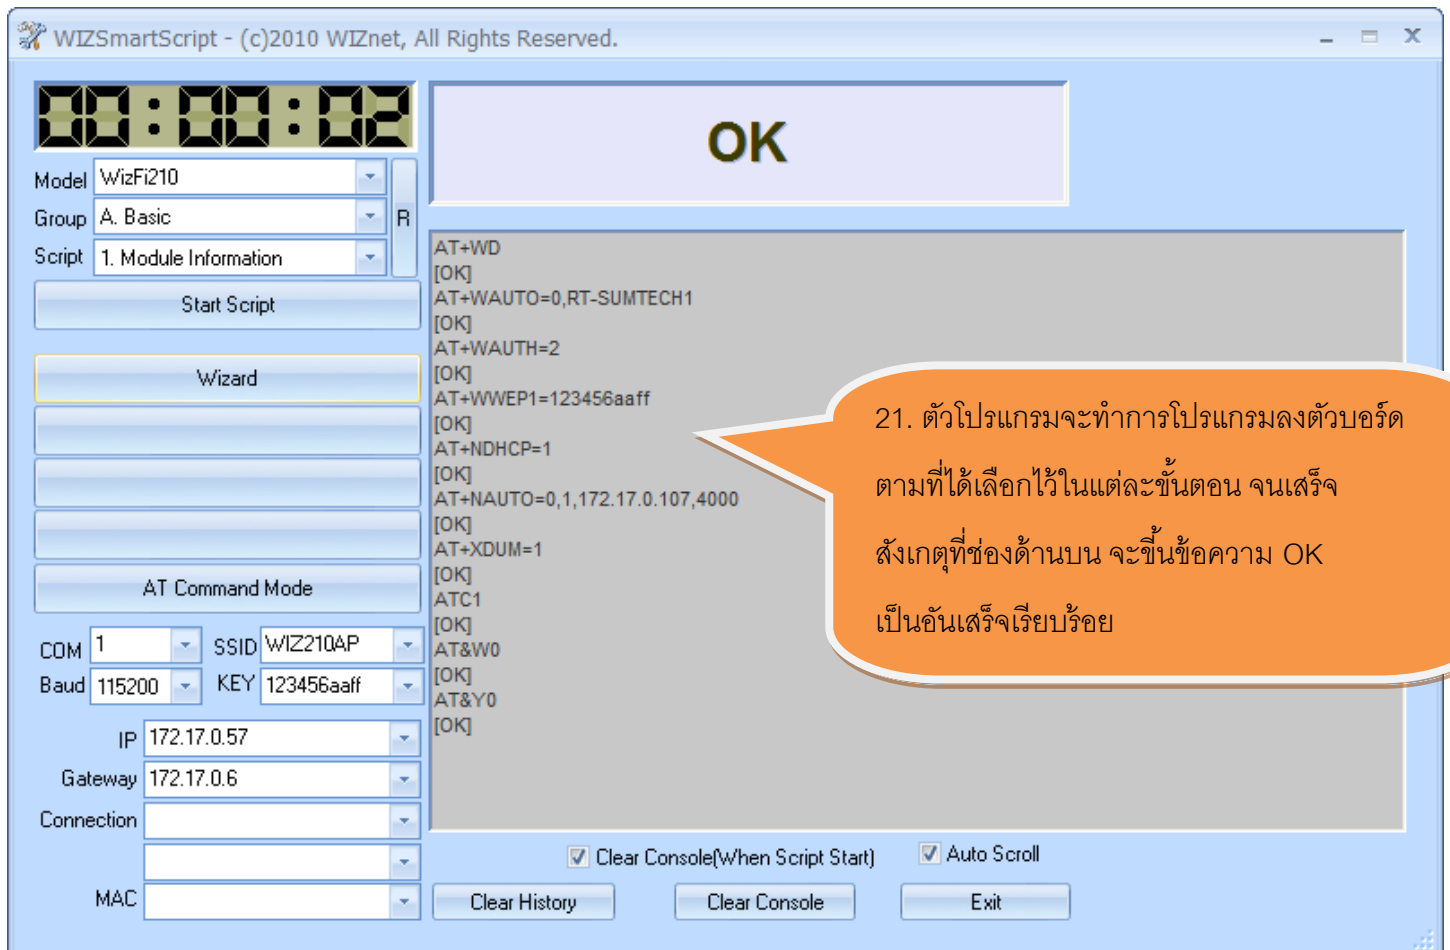 WIZSmartScript - (c)2010 WIZnet, All Rights Reserved.
00:00:02
OK
Model WizFi210
Group A. Basic
R
Script 1. Module Information
Start Script
Wizard
AT Command Mode
COM 1 SSID WIZ210AP
Baud 115200 KEY 123456aaff
IP 172.17.0.57
Gateway 172.17.0.6
Connection
MAC
AT+WD
[OK]
AT+WAUTO=0,RT-SUMTECH1
[OK]
AT+WAUTH=2
[OK]
AT+WWEP1=123456aaff
[OK]
AT+NDHCP=1
[OK]
AT+NAUTO=0,1,172.17.0.107,4000
[OK]
AT+XDUM=1
[OK]
ATC1
[OK]
AT&W0
[OK]
AT&Y0
[OK]
21. ตัวโปรแกรมจะทำการโปรแกรมลงตัวบอร์ด
ตามที่ได้เลือกไว้ในแต่ละขั้นตอน จนเสร็จ
สังเกตุที่ช่องด้านบน จะขี้นข้อความ OK
เป็นอันเสร็จเรียบร้อย
Clear Console(When Script Start) Auto Scroll
Clear History Clear Console Exit